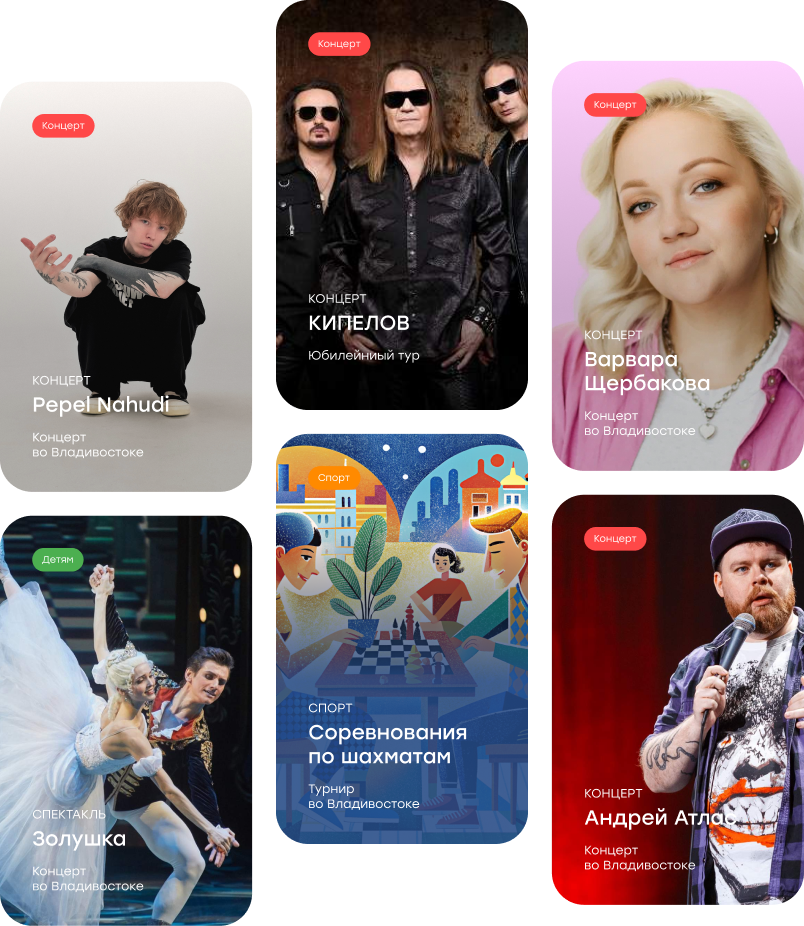 Концерт
КОНЦЕРТ
Pepel Nahudi
Концерт
во Владивостоке
Концерт
КОНЦЕРТ
КИПЕЛОВ
Юбилейниый тур
Концерт
КОНЦЕРТ
Варвара
Щербакова
Концерт
во Владивостоке
Детям
СПЕКТАКЛЬ
Золушка
Концерт
во Владивостоке
Спорт
СПОРТ
Соревнования
по шахматам
Турнир
во Владивостоке
Концерт
КОНЦЕРТ
Андрей Атлас
Концерт
во Владивостоке